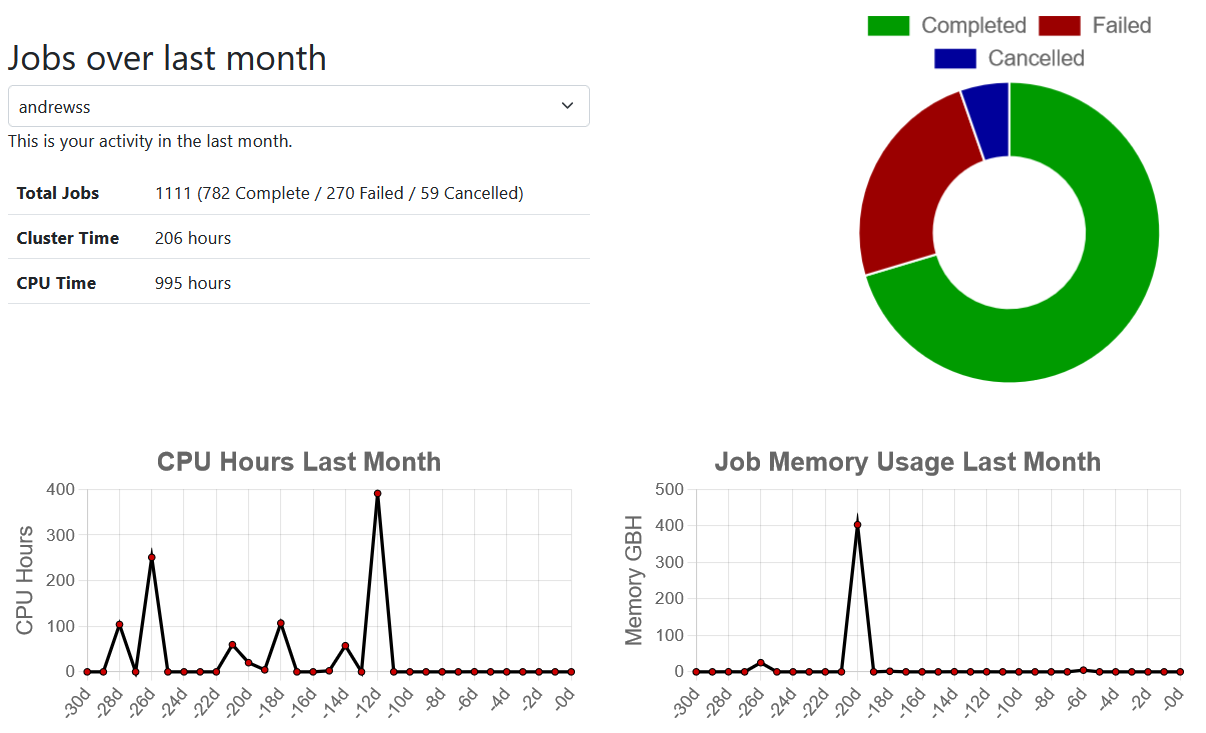 Jobs over last month
andrewss
This is your activity in the last month.
Total Jobs 1111 (782 Complete / 270 Failed / 59 Cancelled)
Cluster Time 206 hours
CPU Time 995 hours
Completed Failed
Cancelled
CPU Hours Last Month
CPU Hours
400
300
200
100
0
-30d -28d -26d -24d -22d -20d -18d -16d -14d -12d -10d -8d -6d -4d -2d -0d
Job Memory Usage Last Month
Memory GBH
500
400
300
200
100
0
-30d -28d -26d -24d -22d -20d -18d -16d -14d -12d -10d -8d -6d -4d -2d -0d